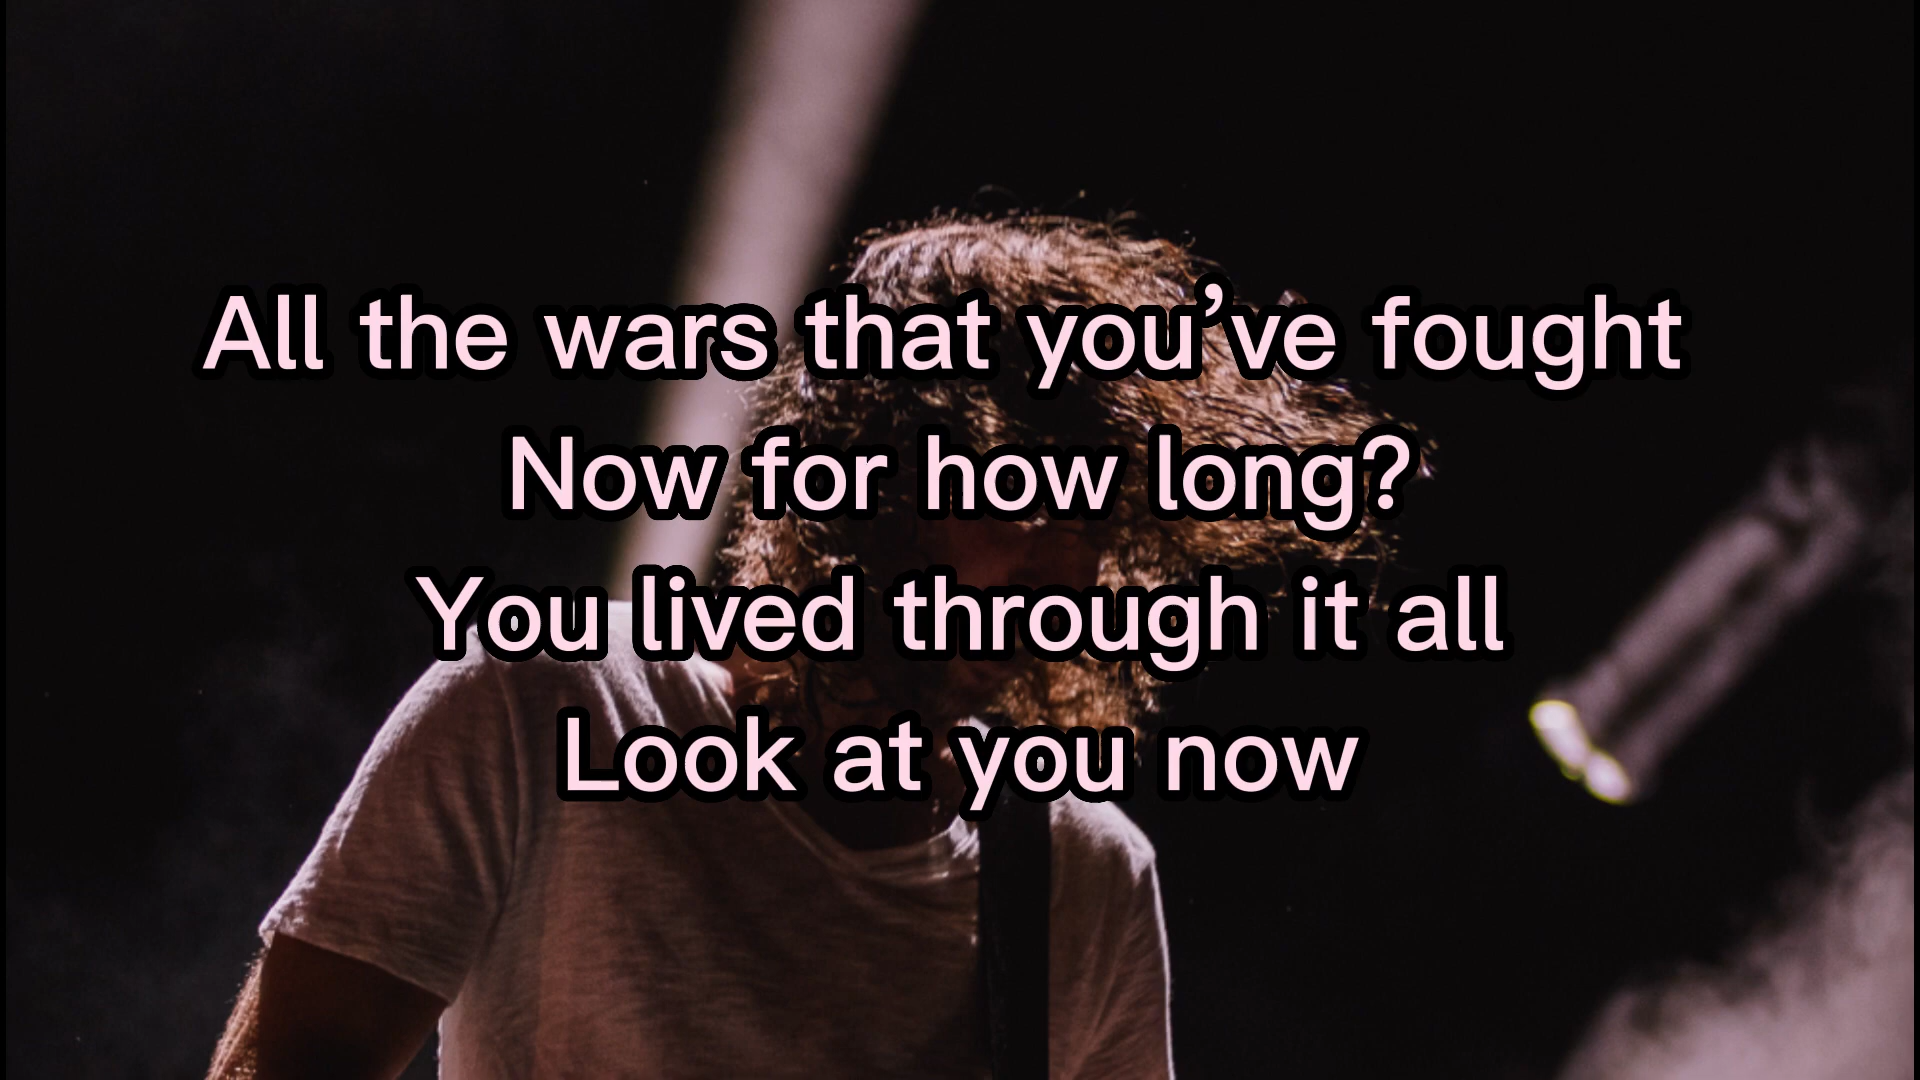 All the wars that you’ve fought
Now for how long?
You lived through it all
Look at you now